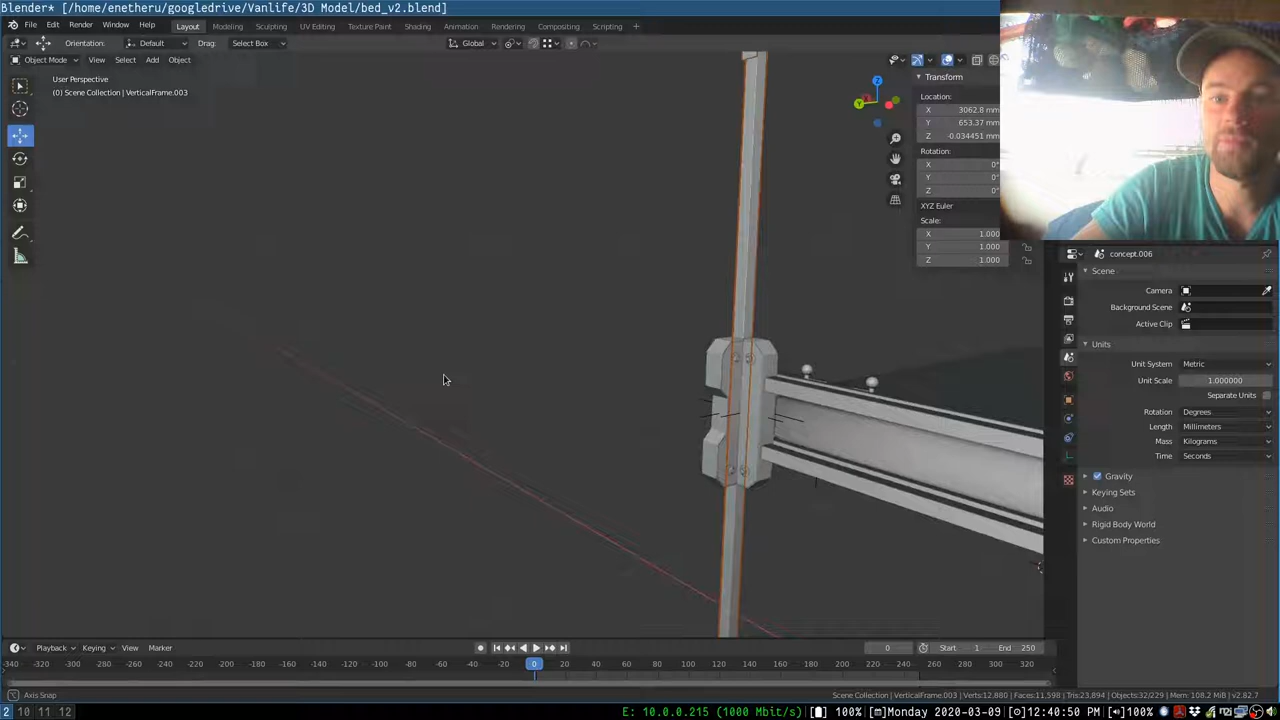 Blender* [/home/enetheru/googledrive/Vanlife/3D Model/bed_v2.blend]
File Edit Render Window Help Layout Modeling Sculpting UV Editing Texture Paint Shading Animation Rendering Compositing Scripting +
Orientation: Default Drag: Select Box Global
Object Mode View Select Add Object
User Perspective
(0) Scene Collection | VerticalFrame.003
Z
Y
Transform
Location:
X 3062.8 mm
Y 653.37 mm
Z -0.034451 mm
Rotation:
X 0°
Y 0°
Z 0°
XYZ Euler
Scale:
X 1.000
Y 1.000
Z 1.000
concept.006
Scene
Camera
Background Scene
Active Clip
Units
Unit System Metric
Unit Scale 1.000000
Separate Units
Rotation Degrees
Length Millimeters
Mass Kilograms
Time Seconds
Gravity
Keying Sets
Audio
Rigid Body World
Custom Properties
Playback Keying View Marker 0 Start 1 End 250
-340 -320 -300 -280 -260 -240 -220 -200 -180 -160 -140 -120 -100 -80 -60 -40 -20 0 20 40 60 80 100 120 140 160 180 200 220 240 260 280 300 320
Axis Snap Scene Collection | VerticalFrame.003 | Verts:12,880 | Faces:11,598 | Tris:23,894 | Objects:32/229 | Mem: 108.2 MiB | v2.82.7
2 10 11 12 E: 10.0.0.215 (1000 Mbit/s) 100% Monday 2020-03-09 12:40:50 PM 100%